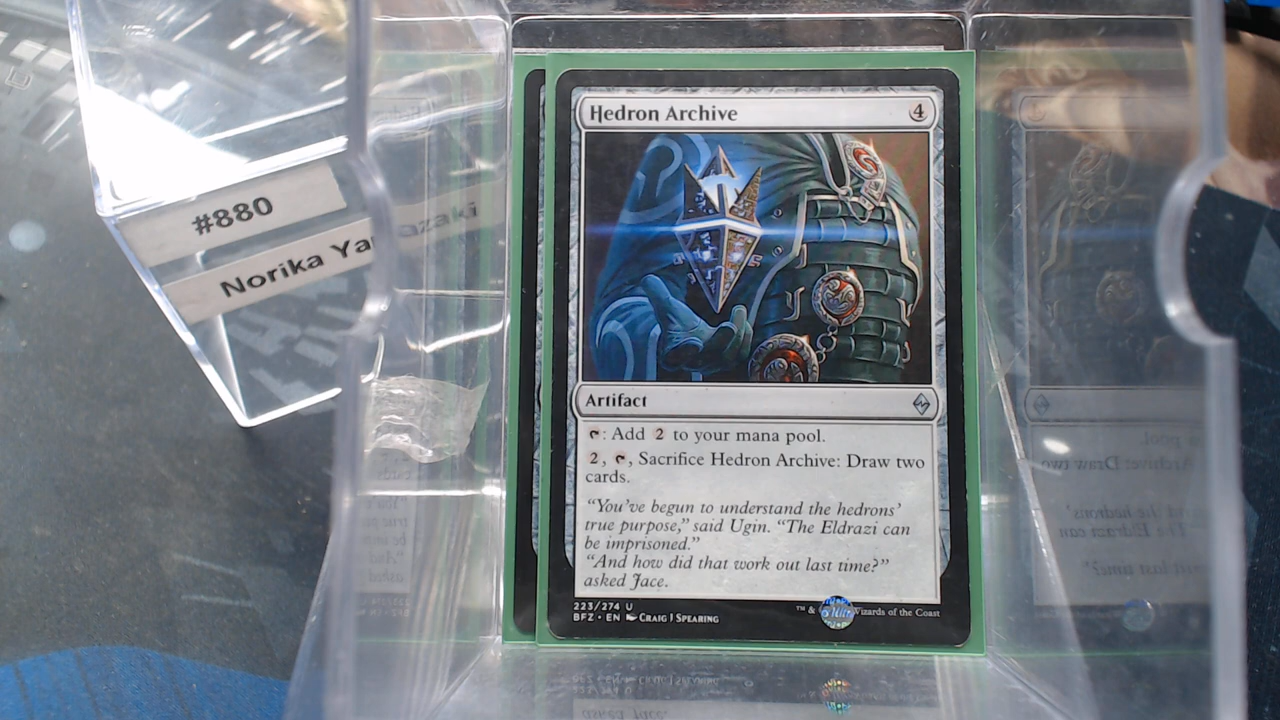 #880
Norika Yamazaki
Hedron Archive
4
Artifact
: Add 2 to your mana pool.
2, , Sacrifice Hedron Archive: Draw two
cards.
"You've begun to understand the hedrons'
true purpose," said Ugin. "The Eldrazi can
be imprisoned."
"And how did that work out last time?"
asked Jace.
223/274 U
BFZ • EN Craig J Spearing
™ & Wizards of the Coast